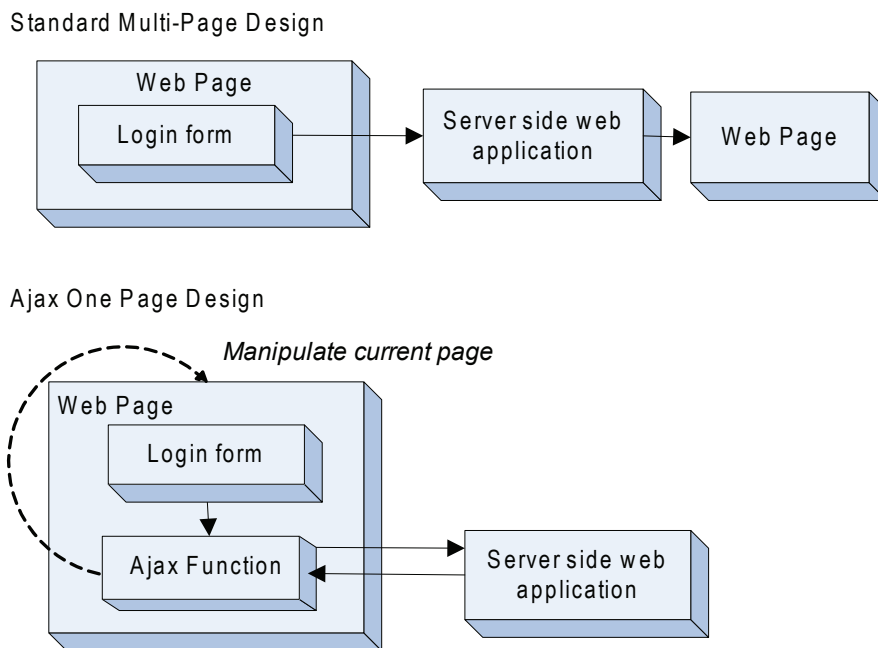 Standard Multi-Page Design
Web Page
Login form
Server side web
application
Web Page
Ajax One Page Design
Manipulate current page
Web Page
Login form
Ajax Function
Server side web
application